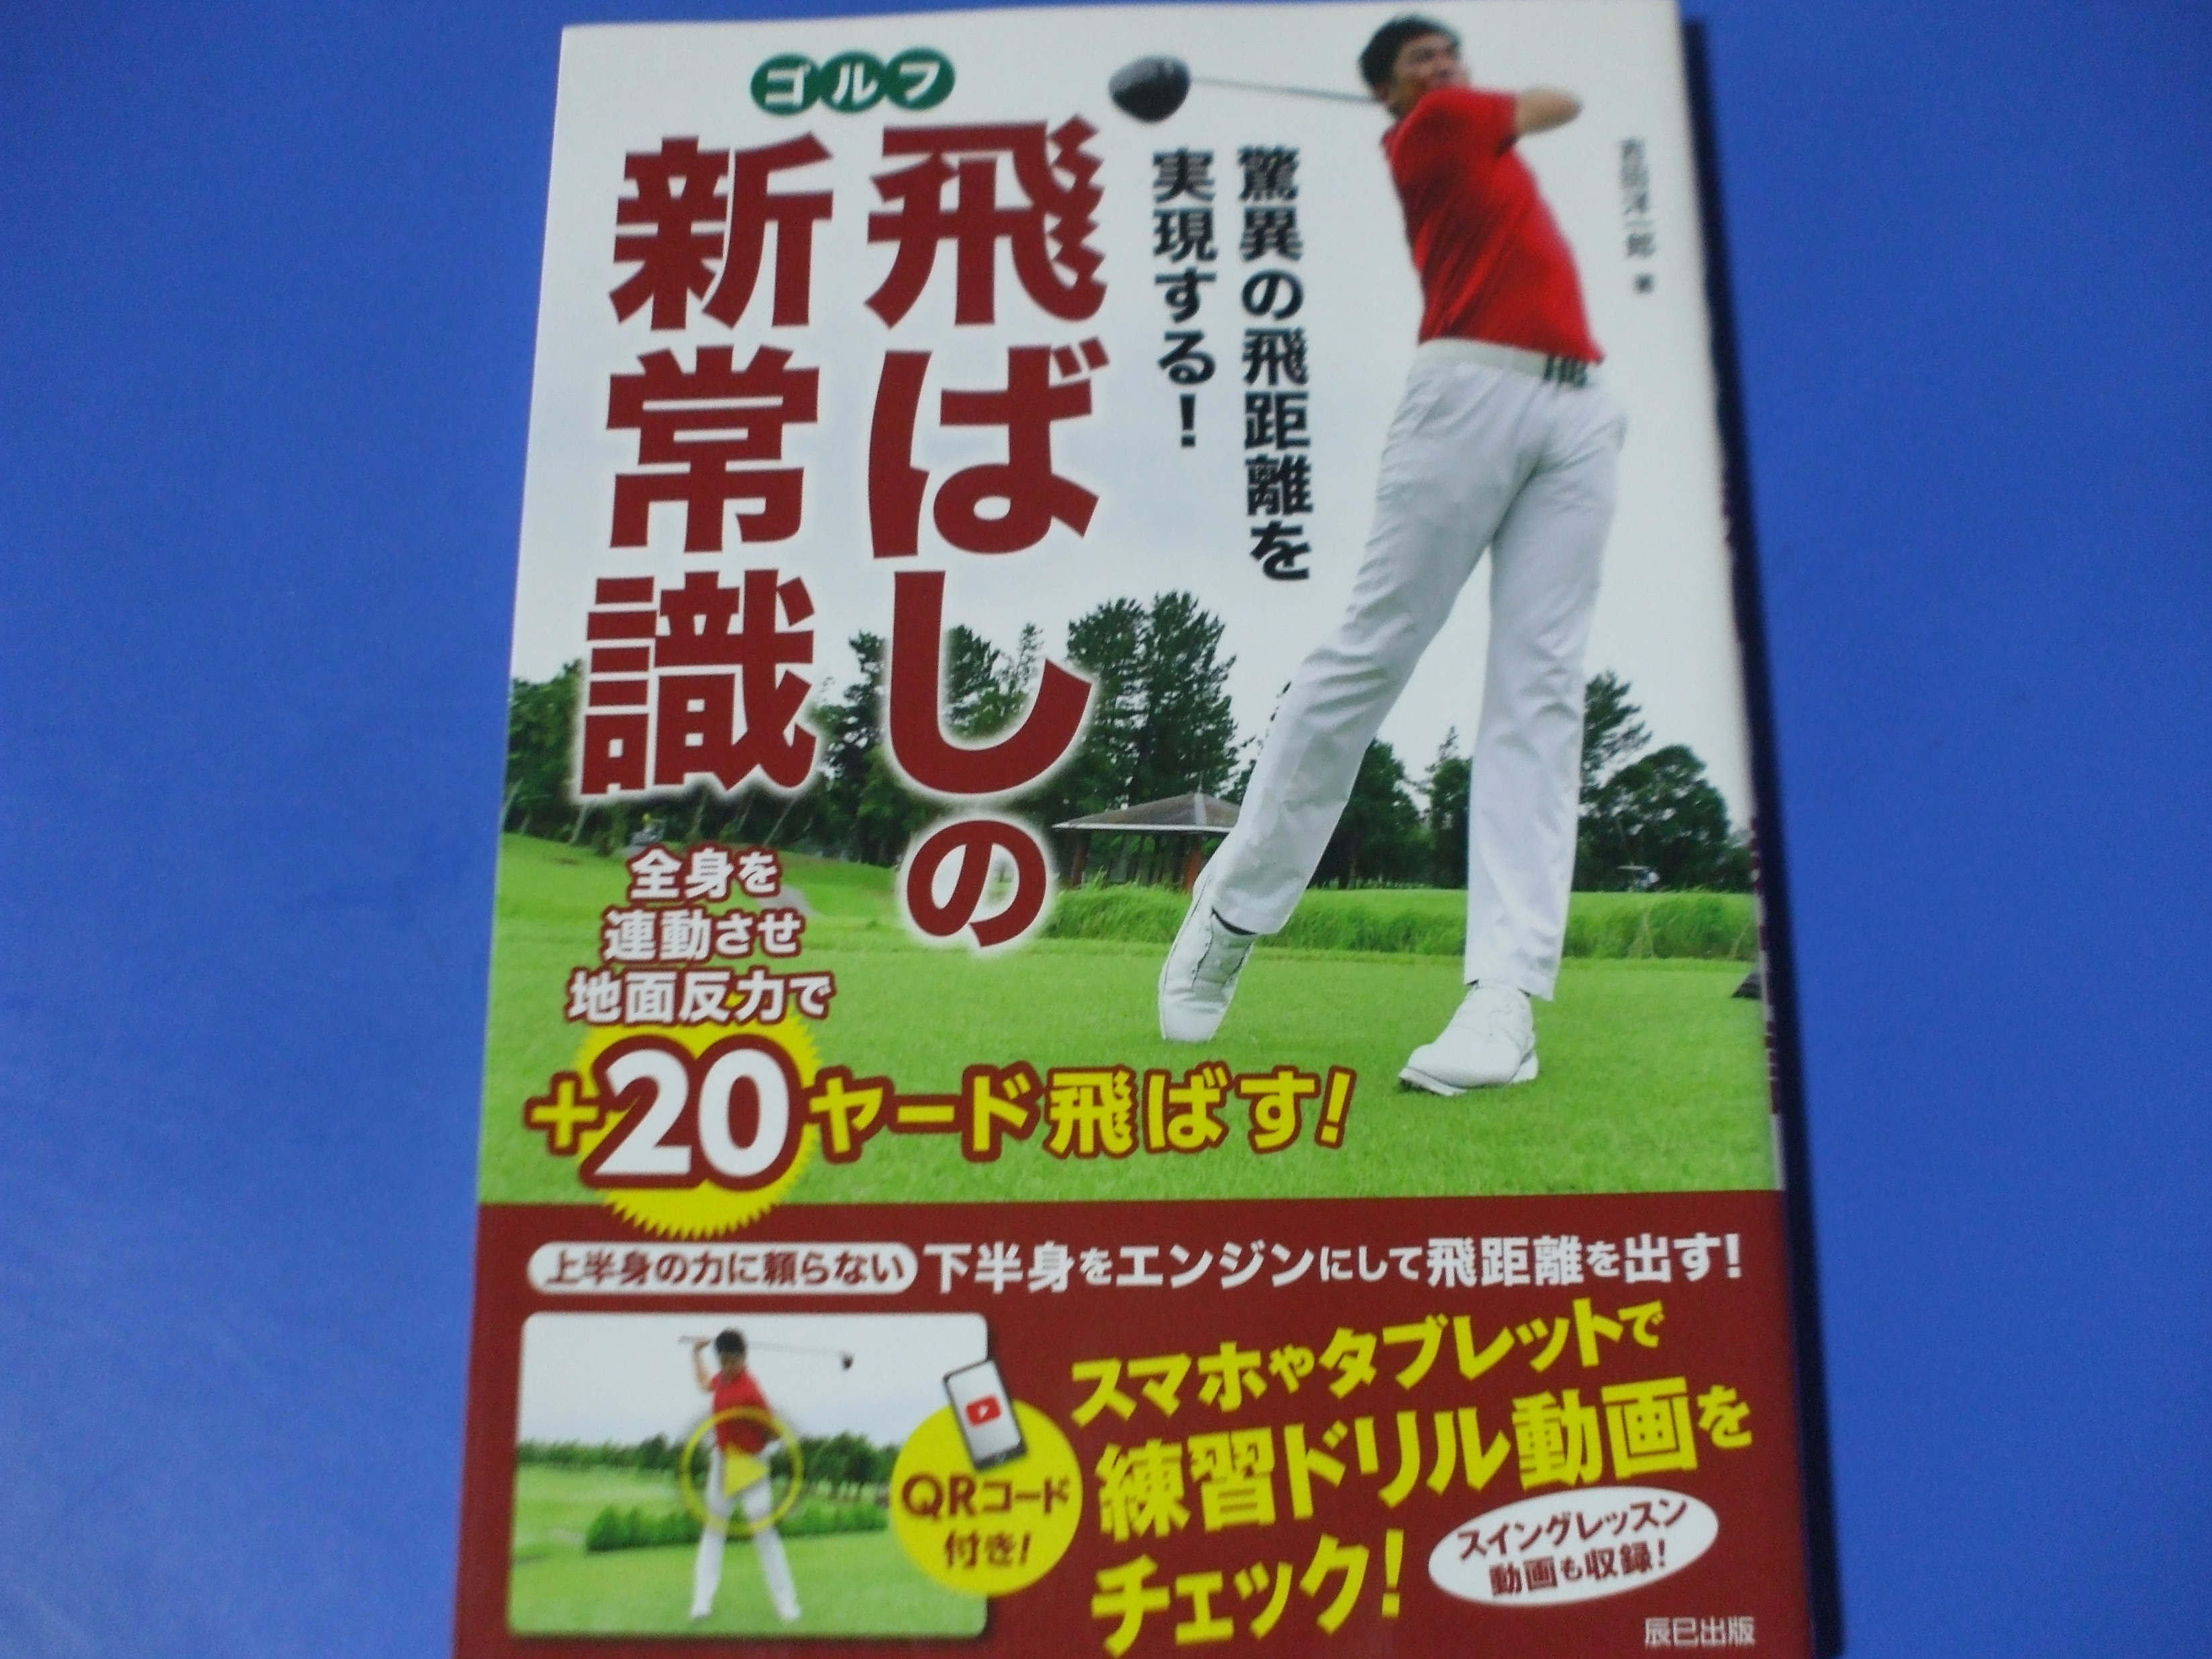 ゴルフ
飛ばしの
新常識
驚異の飛距離を
実現する！
吉田洋一郎 著
全身を
連動させ
地面反力で
+20ヤード飛ばす！
上半身の力に頼らない 下半身をエンジンにして飛距離を出す！
QRコード
付き！
スマホやタブレットで
練習ドリル動画を
チェック！
スイングレッスン
動画も収録！
辰巳出版